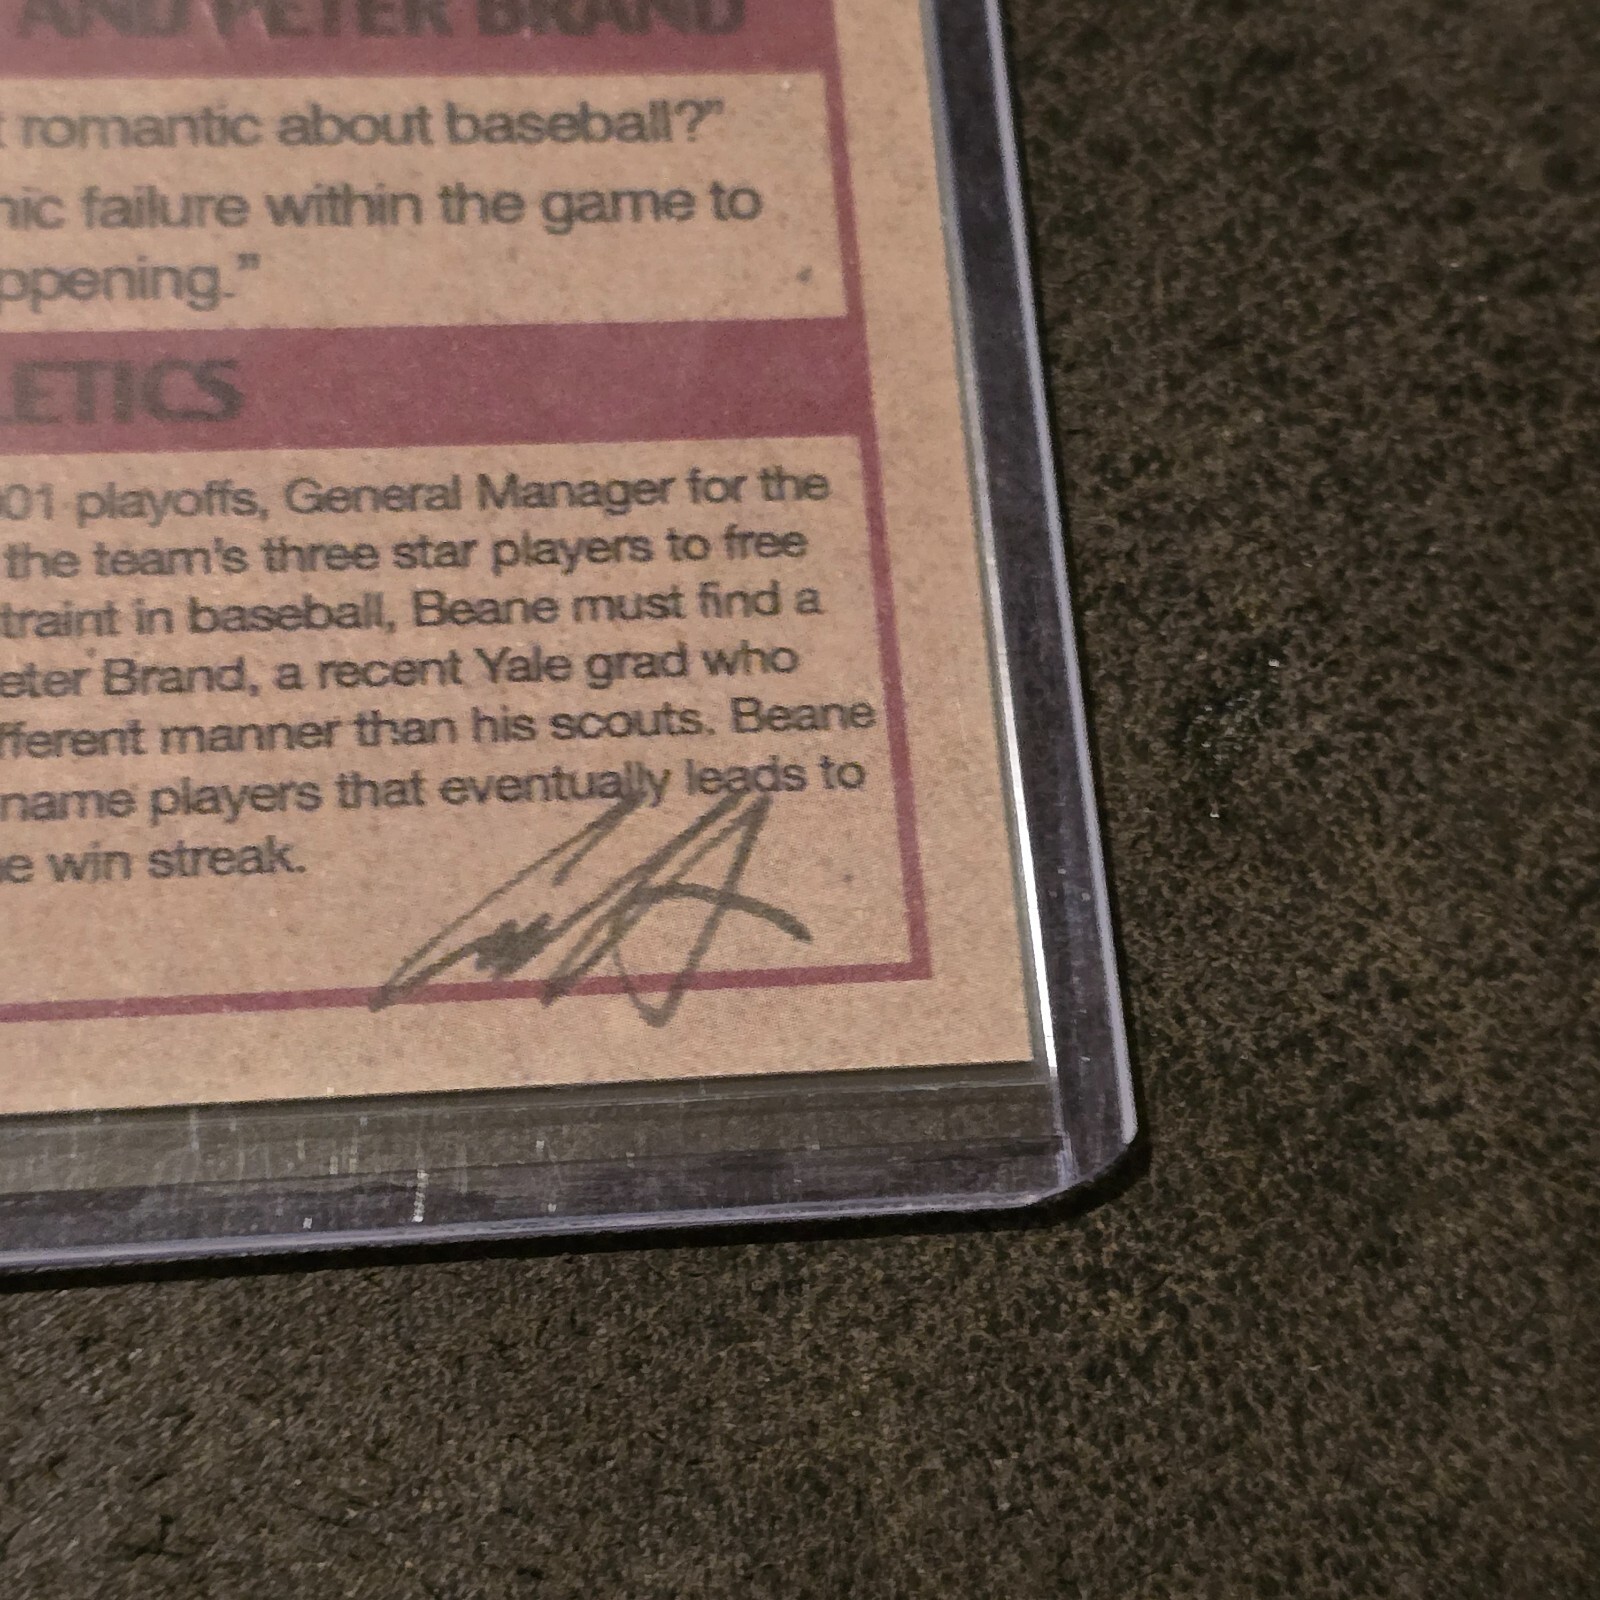 AND PETER BRAND
romantic about baseball?”
nic failure within the game to
ppening.”
ETICS
001 playoffs, General Manager for the
the team's three star players to free
traint in baseball, Beane must find a
eter Brand, a recent Yale grad who
fferent manner than his scouts. Beane
name players that eventually leads to
e win streak.